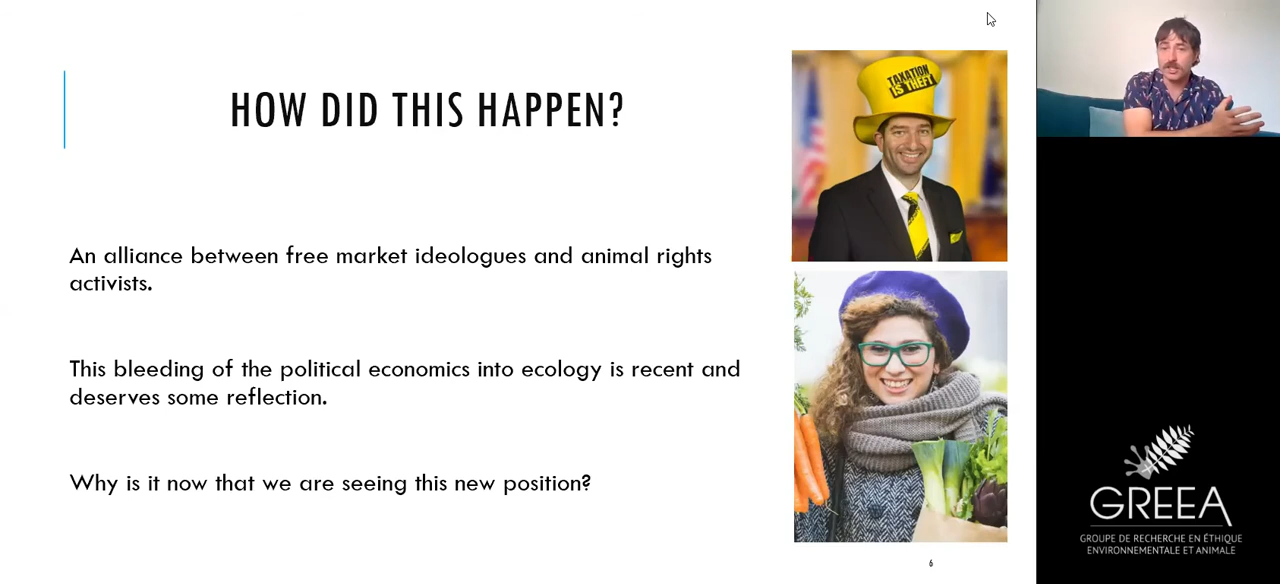 HOW DID THIS HAPPEN?
TAXATION
IS THEFT
An alliance between free market ideologues and animal rights
activists.
This bleeding of the political economics into ecology is recent and
deserves some reflection.
Why is it now that we are seeing this new position?
6
GREEA
GROUPE DE RECHERCHE EN ÉTHIQUE
ENVIRONNEMENTALE ET ANIMALE